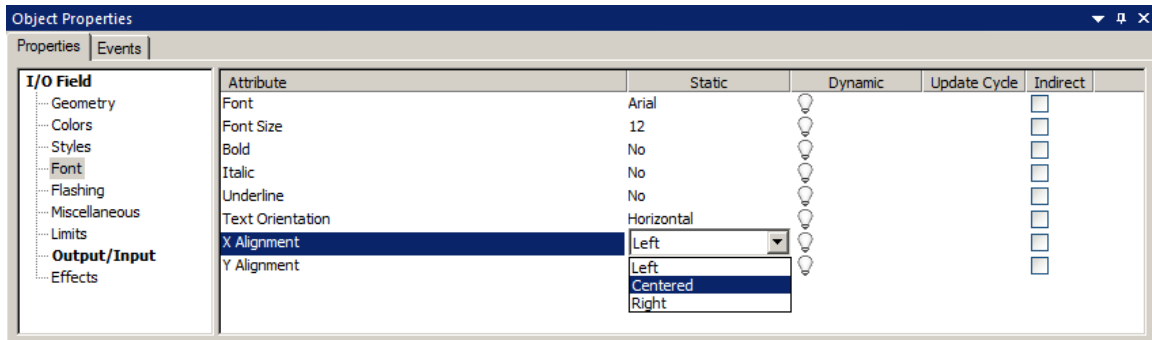 Object Properties
Properties Events
I/O Field
Geometry
Colors
Styles
Font
Flashing
Miscellaneous
Limits
Output/Input
Effects
Attribute Static Dynamic Update Cycle Indirect
Font Arial
Font Size 12
Bold No
Italic No
Underline No
Text Orientation Horizontal
X Alignment Left
Y Alignment
Left
Centered
Right